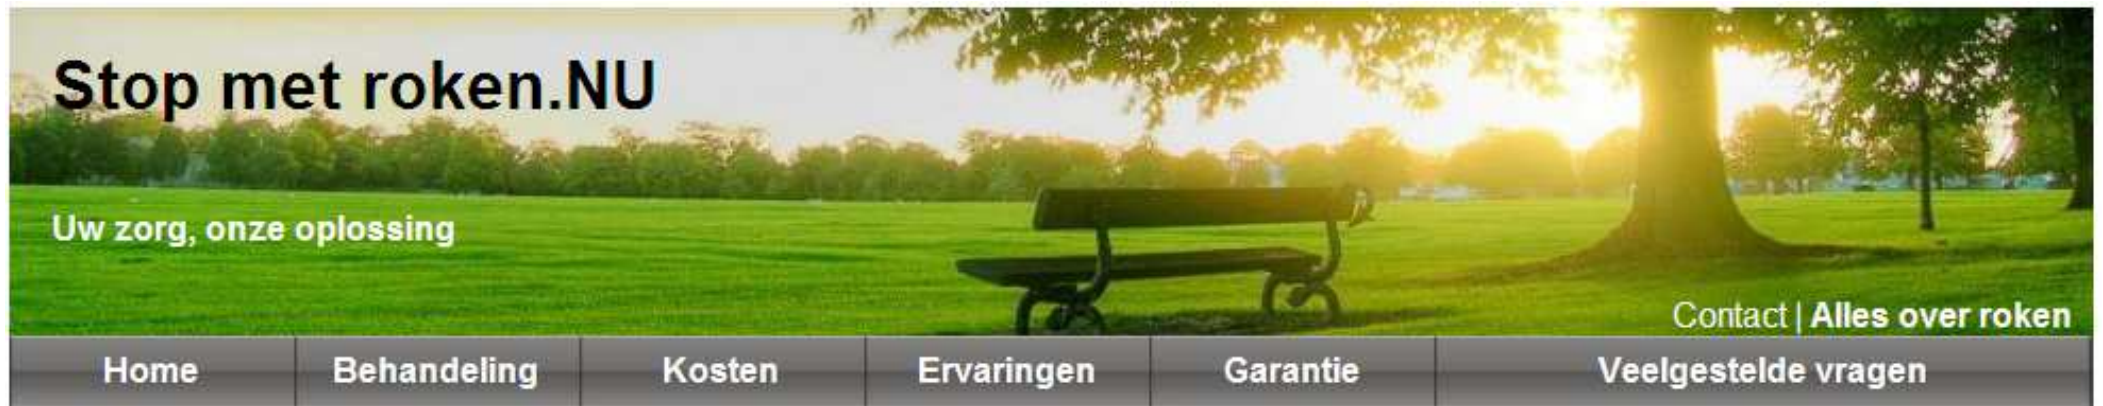 Stop met roken.NU
Uw zorg, onze oplossing
Contact | Alles over roken
Home Behandeling Kosten Ervaringen Garantie Veelgestelde vragen